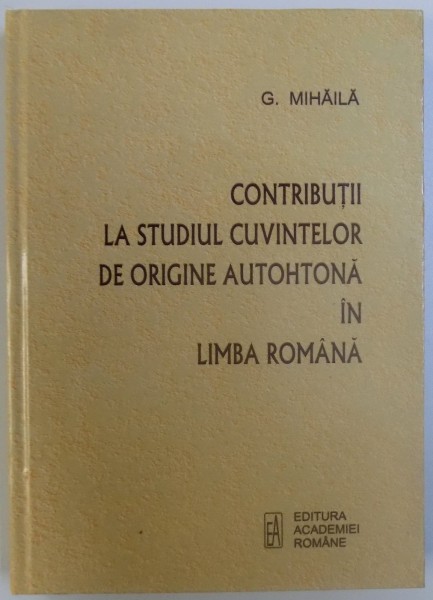 G. MIHĂILĂ
CONTRIBUȚII
LA STUDIUL CUVINTELOR
DE ORIGINE AUTOHTONĂ
ÎN
LIMBA ROMÂNĂ
EA
EDITURA
ACADEMIEI
ROMÂNE